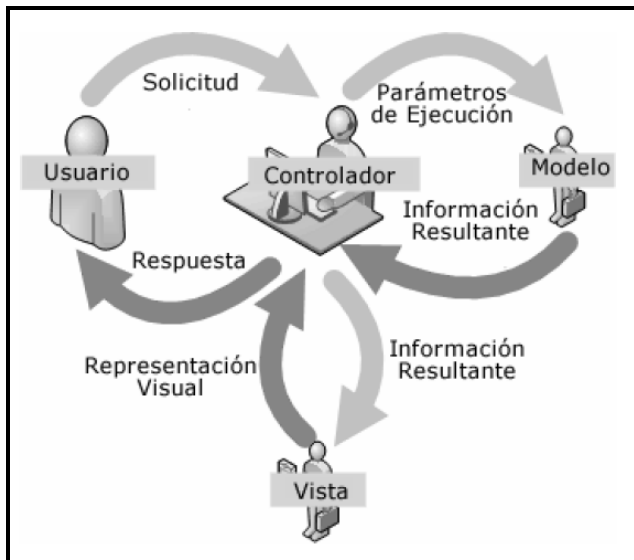 Solicitud
Parámetros
de Ejecución
Usuario
Controlador
Modelo
Información
Resultante
Respuesta
Representación
Visual
Información
Resultante
Vista